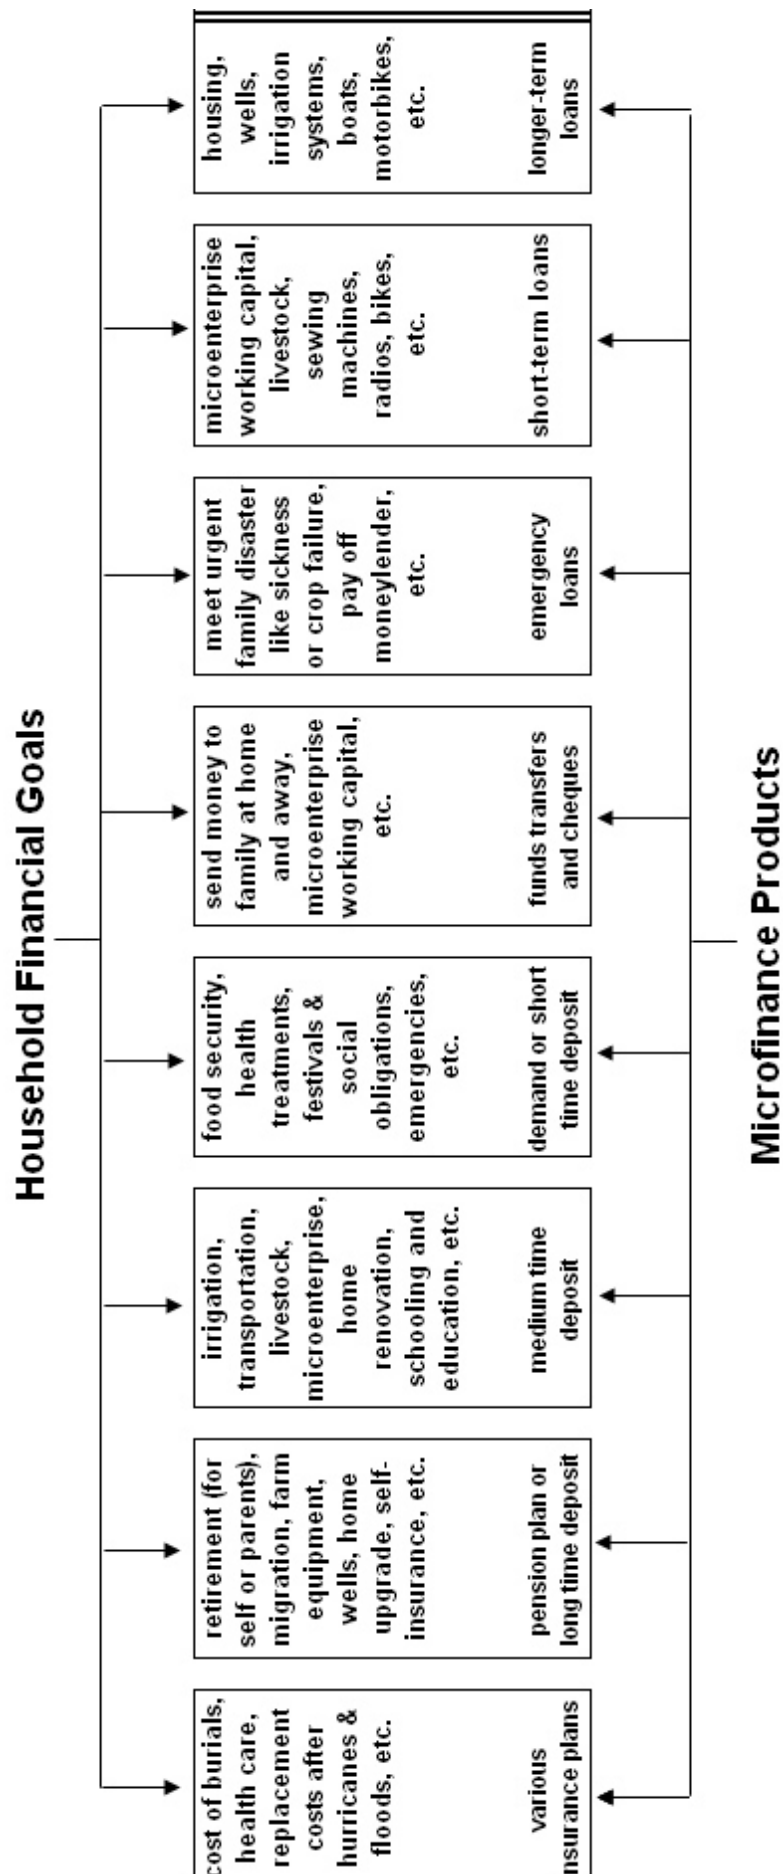 Household Financial Goals
cost of burials,
health care,
replacement
costs after
hurricanes &
floods, etc.
various
nsurance plans
retirement (for
self or parents),
migration, farm
equipment,
wells, home
upgrade, self-
insurance, etc.
pension plan or
long time deposit
irrigation,
transportation,
livestock,
microenterprise,
home
renovation,
schooling and
education, etc.
medium time
deposit
food security,
health
treatments,
festivals &
social
obligations,
emergencies,
etc.
demand or short
time deposit
send money to
family at home
and away,
microenterprise
working capital,
etc.
funds transfers
and cheques
meet urgent
family disaster
like sickness
or crop failure,
pay off
moneylender,
etc.
emergency
loans
microenterprise
working capital,
livestock,
sewing
machines,
radios, bikes,
etc.
short-term loans
housing,
wells,
irrigation
systems,
boats,
motorbikes,
etc.
longer-term
loans
Microfinance Products